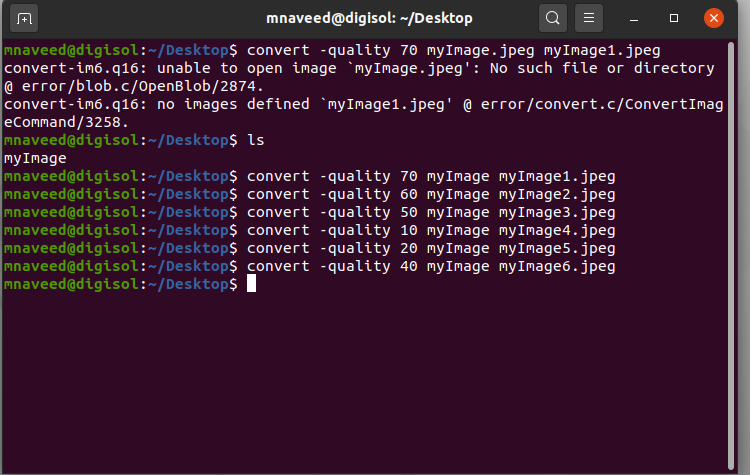 mnaveed@digisol: ~/Desktop
mnaveed@digisol:~/Desktop$ convert -quality 70 myImage.jpeg myImage1.jpeg
convert-im6.q16: unable to open image `myImage.jpeg': No such file or directory
@ error/blob.c/OpenBlob/2874.
convert-im6.q16: no images defined `myImage1.jpeg' @ error/convert.c/ConvertImag
eCommand/3258.
mnaveed@digisol:~/Desktop$ ls
myImage
mnaveed@digisol:~/Desktop$ convert -quality 70 myImage myImage1.jpeg
mnaveed@digisol:~/Desktop$ convert -quality 60 myImage myImage2.jpeg
mnaveed@digisol:~/Desktop$ convert -quality 50 myImage myImage3.jpeg
mnaveed@digisol:~/Desktop$ convert -quality 10 myImage myImage4.jpeg
mnaveed@digisol:~/Desktop$ convert -quality 20 myImage myImage5.jpeg
mnaveed@digisol:~/Desktop$ convert -quality 40 myImage myImage6.jpeg
mnaveed@digisol:~/Desktop$